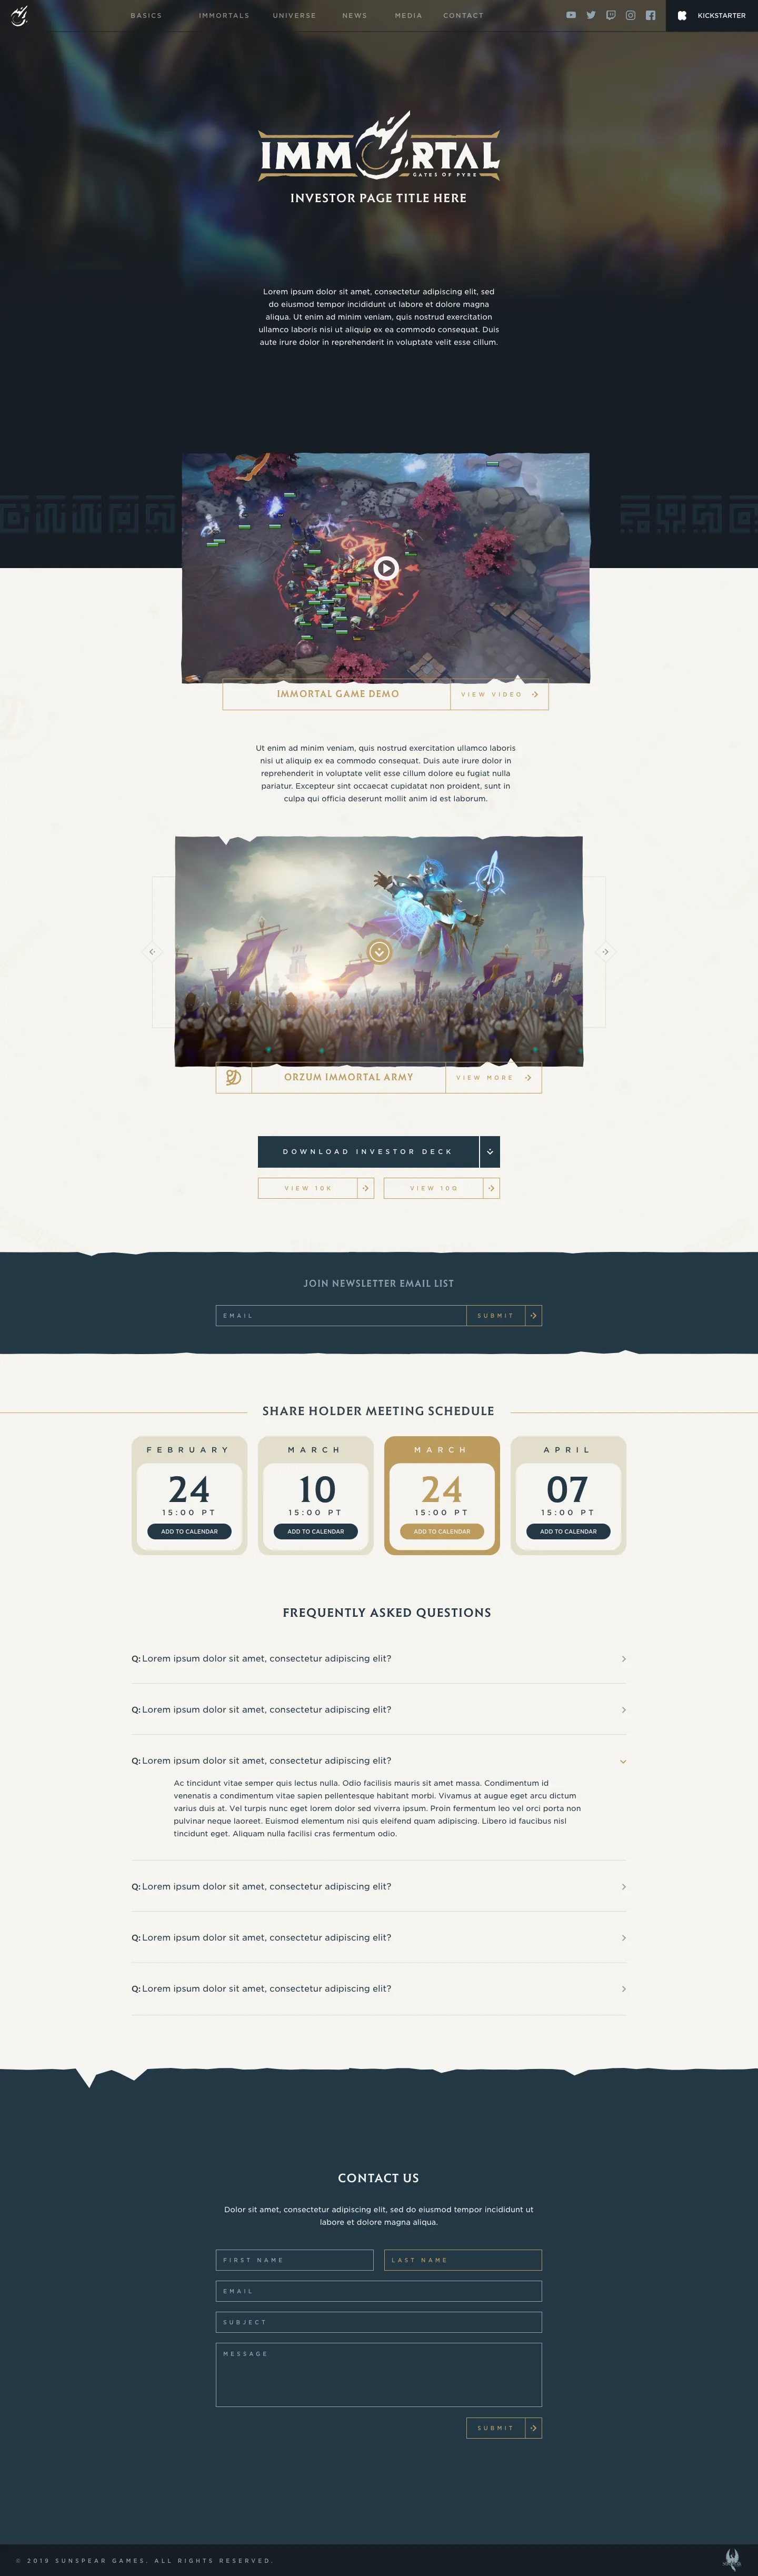 BASICS IMMORTALS UNIVERSE NEWS MEDIA CONTACT KICKSTARTER
IMMORTAL
GATES OF PYRE
INVESTOR PAGE TITLE HERE
Lorem ipsum dolor sit amet, consectetur adipiscing elit, sed
do eiusmod tempor incididunt ut labore et dolore magna
aliqua. Ut enim ad minim veniam, quis nostrud exercitation
ullamco laboris nisi ut aliquip ex ea commodo consequat. Duis
aute irure dolor in reprehenderit in voluptate velit esse cillum.
IMMORTAL GAME DEMO VIEW VIDEO
Ut enim ad minim veniam, quis nostrud exercitation ullamco laboris
nisi ut aliquip ex ea commodo consequat. Duis aute irure dolor in
reprehenderit in voluptate velit esse cillum dolore eu fugiat nulla
pariatur. Excepteur sint occaecat cupidatat non proident, sunt in
culpa qui officia deserunt mollit anim id est laborum.
ORZUM IMMORTAL ARMY VIEW MORE
DOWNLOAD INVESTOR DECK
VIEW 10K VIEW 10Q
JOIN NEWSLETTER EMAIL LIST
EMAIL SUBMIT
SHARE HOLDER MEETING SCHEDULE
FEBRUARY MARCH MARCH APRIL
24 10 24 07
15:00 PT 15:00 PT 15:00 PT 15:00 PT
ADD TO CALENDAR ADD TO CALENDAR ADD TO CALENDAR ADD TO CALENDAR
FREQUENTLY ASKED QUESTIONS
Q: Lorem ipsum dolor sit amet, consectetur adipiscing elit?
Q: Lorem ipsum dolor sit amet, consectetur adipiscing elit?
Q: Lorem ipsum dolor sit amet, consectetur adipiscing elit?
Ac tincidunt vitae semper quis lectus nulla. Odio facilisis mauris sit amet massa. Condimentum id
venenatis a condimentum vitae sapien pellentesque habitant morbi. Vivamus at augue eget arcu dictum
varius duis at. Vel turpis nunc eget lorem dolor sed viverra ipsum. Proin fermentum leo vel orci porta non
pulvinar neque laoreet. Euismod elementum nisi quis eleifend quam adipiscing. Libero id faucibus nisl
tincidunt eget. Aliquam nulla facilisi cras fermentum odio.
Q: Lorem ipsum dolor sit amet, consectetur adipiscing elit?
Q: Lorem ipsum dolor sit amet, consectetur adipiscing elit?
Q: Lorem ipsum dolor sit amet, consectetur adipiscing elit?
CONTACT US
Dolor sit amet, consectetur adipiscing elit, sed do eiusmod tempor incididunt ut
labore et dolore magna aliqua.
FIRST NAME LAST NAME
EMAIL
SUBJECT
MESSAGE
SUBMIT
© 2019 SUNSPEAR GAMES. ALL RIGHTS RESERVED.